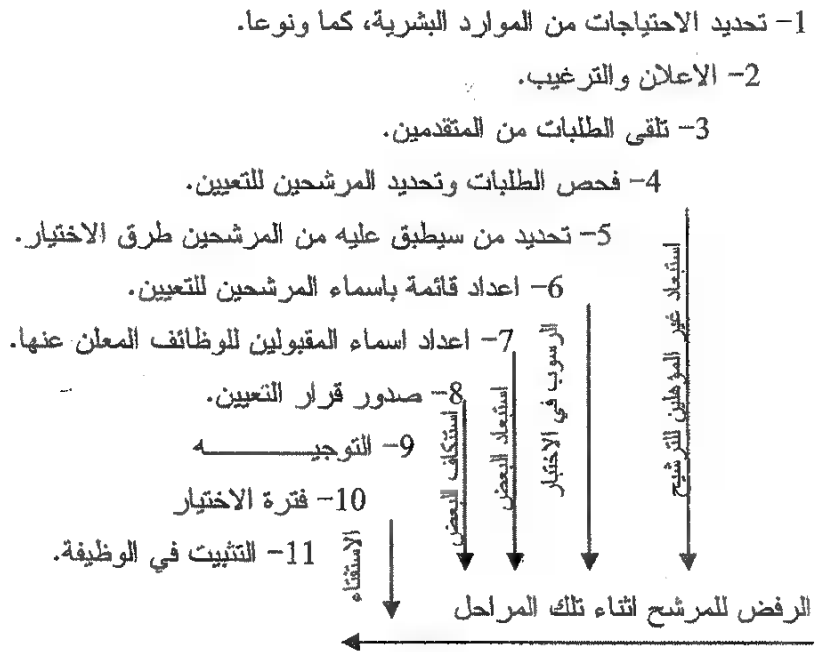 1- تحديد الاحتياجات من الموارد البشرية، كما ونوعا.
2- الاعلان والترغيب.
3- تلقى الطلبات من المتقدمين.
4- فحص الطلبات وتحديد المرشحين للتعيين.
5- تحديد من سيطبق عليه من المرشحين طرق الاختيار.
6- اعداد قائمة باسماء المرشحين للتعيين.
7- اعداد اسماء المقبولين للوظائف المعلن عنها.
8- صدور قرار التعيين.
9- التوجيـــــــه
10- فترة الاختيار
11- التثبيت في الوظيفة.
استبعاد غير المؤهلين للترشيح
الرسوب في الاختبار
استبعاد البعض
استنكاف البعض
الاستغناء
الرفض للمرشح اثناء تلك المراحل